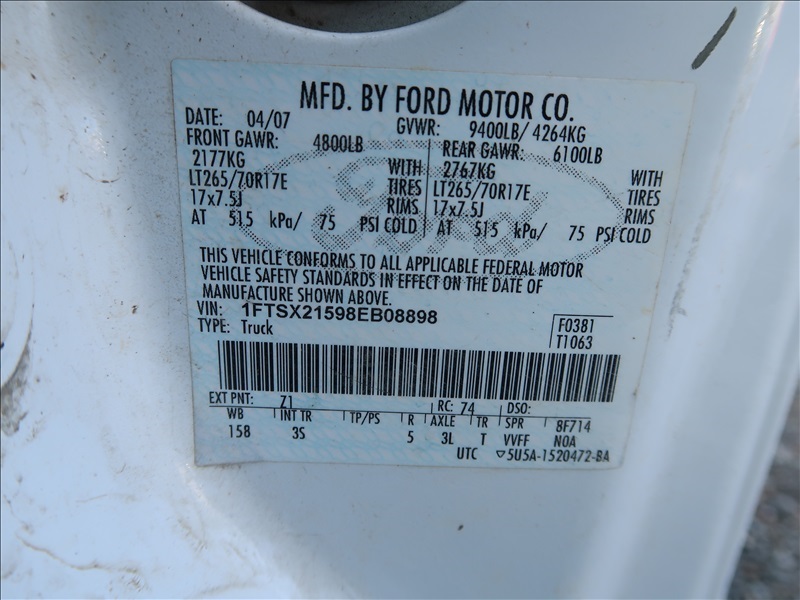 MFD. BY FORD MOTOR CO.
DATE: 04/07 GVWR: 9400LB/ 4264KG
FRONT GAWR: 4800LB REAR GAWR: 6100LB
2177KG WITH 2767KG WITH
LT265/70R17E TIRES LT265/70R17E TIRES
17x7.5J RIMS 17x7.5J RIMS
AT 515 kPa/ 75 PSI COLD AT 515 kPa/ 75 PSI COLD
Ford
THIS VEHICLE CONFORMS TO ALL APPLICABLE FEDERAL MOTOR
VEHICLE SAFETY STANDARDS IN EFFECT ON THE DATE OF
MANUFACTURE SHOWN ABOVE.
VIN: 1FTSX21598EB08898
TYPE: Truck
F0381
T1063
EXT PNT: Z1 RC: 74 DSO:
WB INT TR TP/PS R AXLE TR SPR 8F714
158 3S 5 3L T VVFF NOA
UTC ▽5U5A-1520472-BA